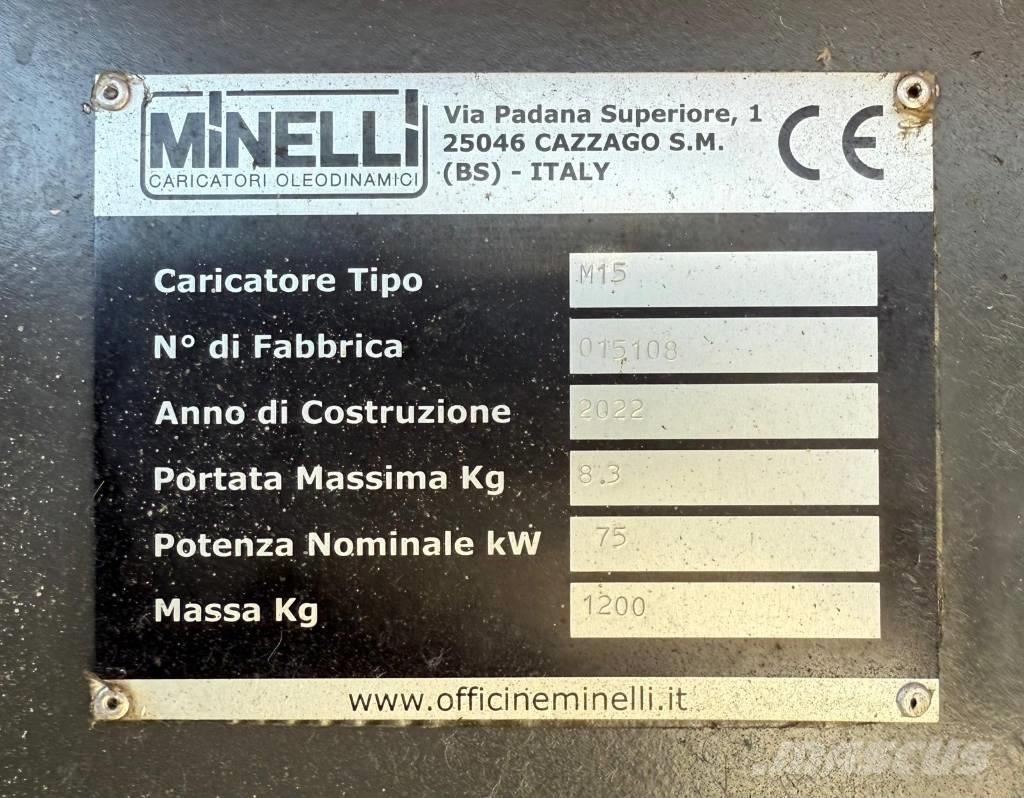 MINELLI
CARICATORI OLEODINAMICI
Via Padana Superiore, 1
25046 CAZZAGO S.M.
(BS) - ITALY
CE
Caricatore Tipo M15
N° di Fabbrica 015108
Anno di Costruzione 2022
Portata Massima Kg 8.3
Potenza Nominale kW 75
Massa Kg 1200
www.officineminelli.it
MASCUS